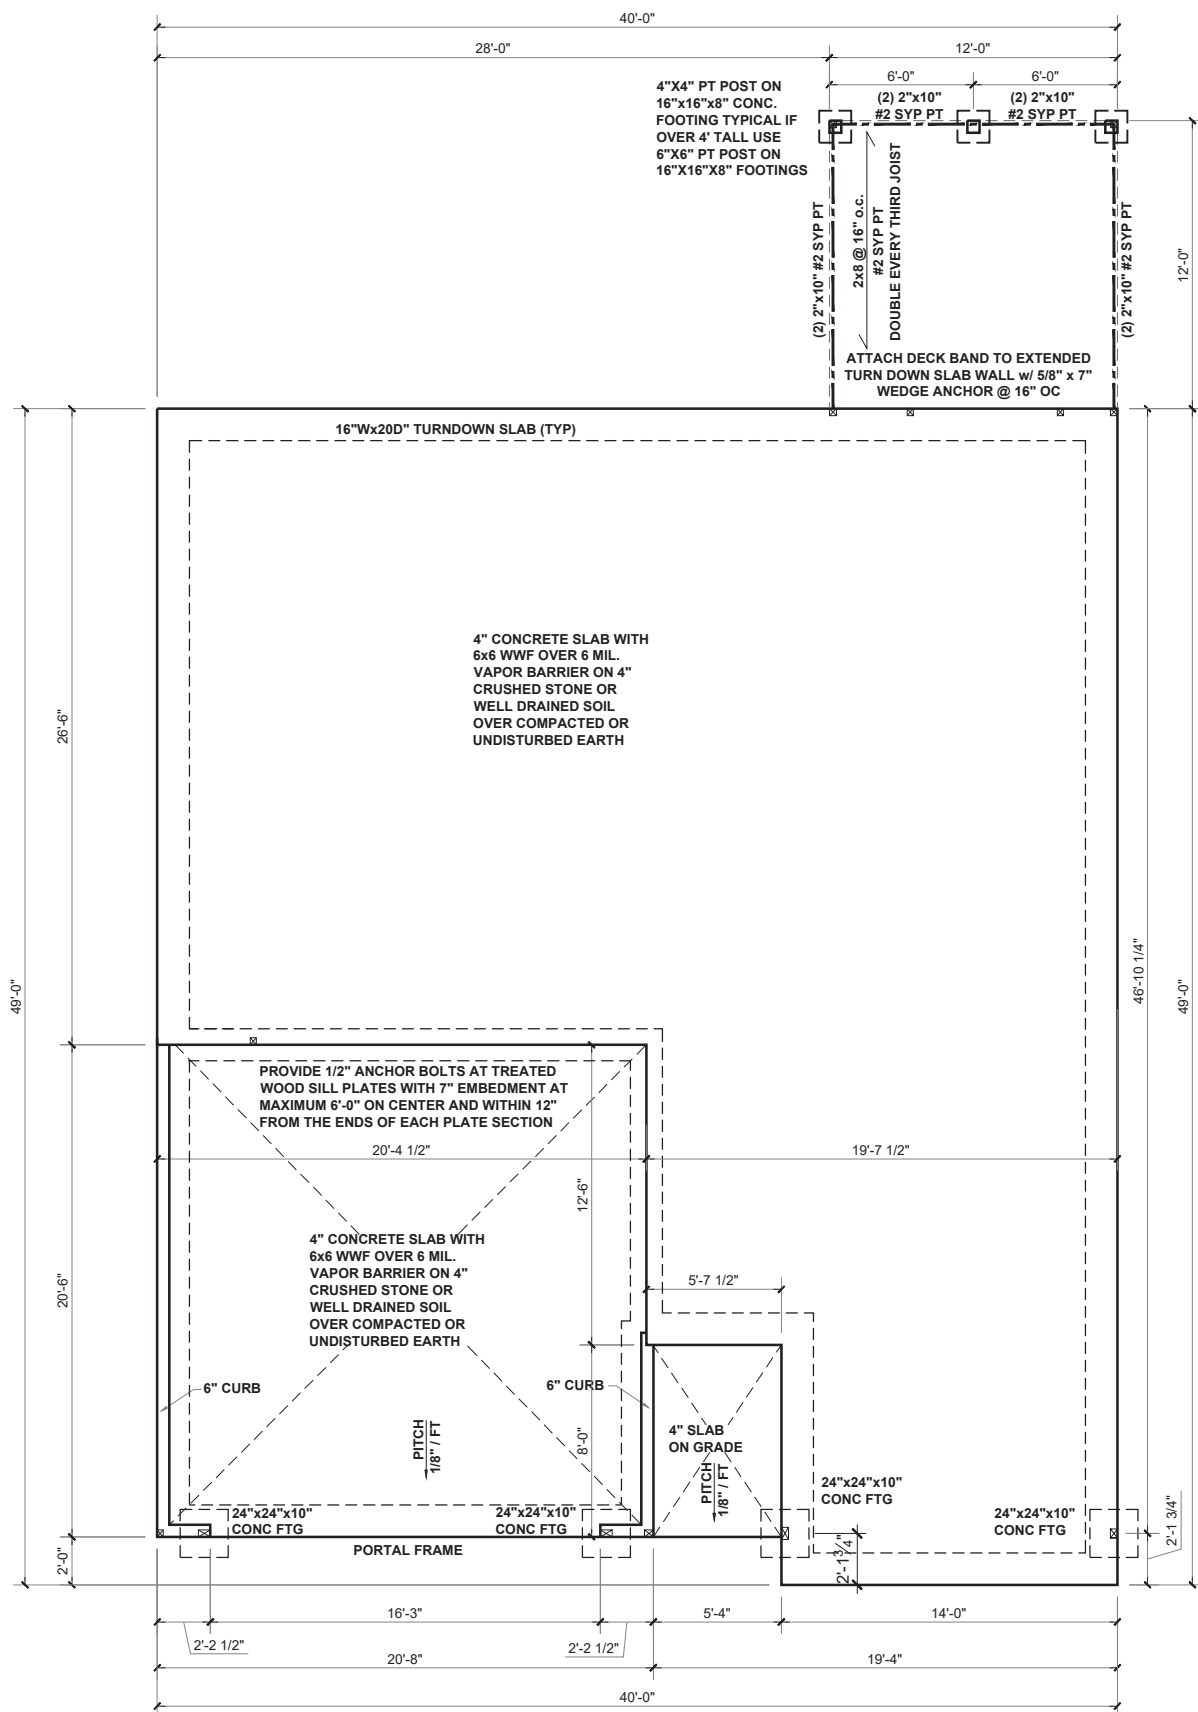 40'-0"
28'-0"
12'-0"
6'-0"
6'-0"
4"X4" PT POST ON
16"x16"x8" CONC.
FOOTING TYPICAL IF
OVER 4' TALL USE
6"X6" PT POST ON
16"X16"X8" FOOTINGS
(2) 2"x10"
#2 SYP PT
(2) 2"x10"
#2 SYP PT
(2) 2"x10" #2 SYP PT
2x8 @ 16" o.c.
#2 SYP PT
DOUBLE EVERY THIRD JOIST
(2) 2"x10" #2 SYP PT
12'-0"
ATTACH DECK BAND TO EXTENDED
TURN DOWN SLAB WALL w/ 5/8" x 7"
WEDGE ANCHOR @ 16" OC
16"Wx20D" TURNDOWN SLAB (TYP)
4" CONCRETE SLAB WITH
6x6 WWF OVER 6 MIL.
VAPOR BARRIER ON 4"
CRUSHED STONE OR
WELL DRAINED SOIL
OVER COMPACTED OR
UNDISTURBED EARTH
26'-6"
49'-0"
46'-10 1/4"
49'-0"
PROVIDE 1/2" ANCHOR BOLTS AT TREATED
WOOD SILL PLATES WITH 7" EMBEDMENT AT
MAXIMUM 6'-0" ON CENTER AND WITHIN 12"
FROM THE ENDS OF EACH PLATE SECTION
20'-4 1/2"
19'-7 1/2"
12'-6"
4" CONCRETE SLAB WITH
6x6 WWF OVER 6 MIL.
VAPOR BARRIER ON 4"
CRUSHED STONE OR
WELL DRAINED SOIL
OVER COMPACTED OR
UNDISTURBED EARTH
20'-6"
5'-7 1/2"
6" CURB
6" CURB
8'-0"
PITCH
1/8" / FT
4" SLAB
ON GRADE
PITCH
1/8" / FT
24"x24"x10"
CONC FTG
24"x24"x10"
CONC FTG
24"x24"x10"
CONC FTG
24"x24"x10"
CONC FTG
PORTAL FRAME
2'-0"
2'-1 3/4"
2'-1 3/4"
16'-3"
5'-4"
14'-0"
2'-2 1/2"
2'-2 1/2"
20'-8"
19'-4"
40'-0"